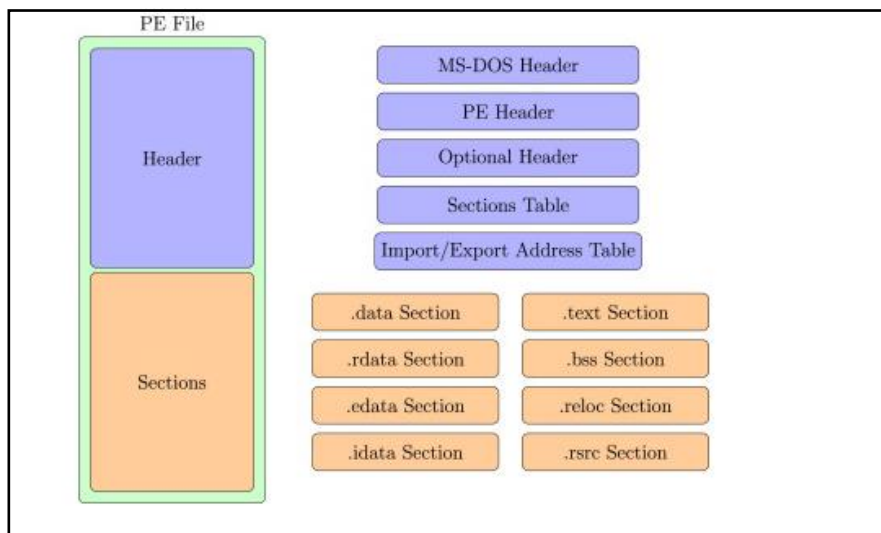 PE File
Header
Sections
MS-DOS Header
PE Header
Optional Header
Sections Table
Import/Export Address Table
.data Section
.text Section
.rdata Section
.bss Section
.edata Section
.reloc Section
.idata Section
.rsrc Section